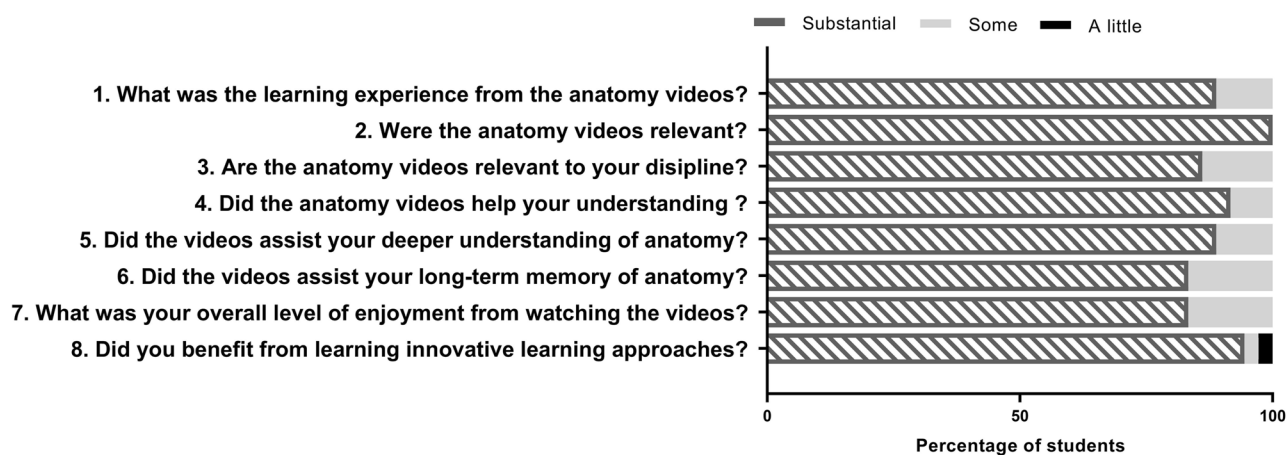 Substantial Some A little
1. What was the learning experience from the anatomy videos?
2. Were the anatomy videos relevant?
3. Are the anatomy videos relevant to your disipline?
4. Did the anatomy videos help your understanding ?
5. Did the videos assist your deeper understanding of anatomy?
6. Did the videos assist your long-term memory of anatomy?
7. What was your overall level of enjoyment from watching the videos?
8. Did you benefit from learning innovative learning approaches?
0 50 100
Percentage of students